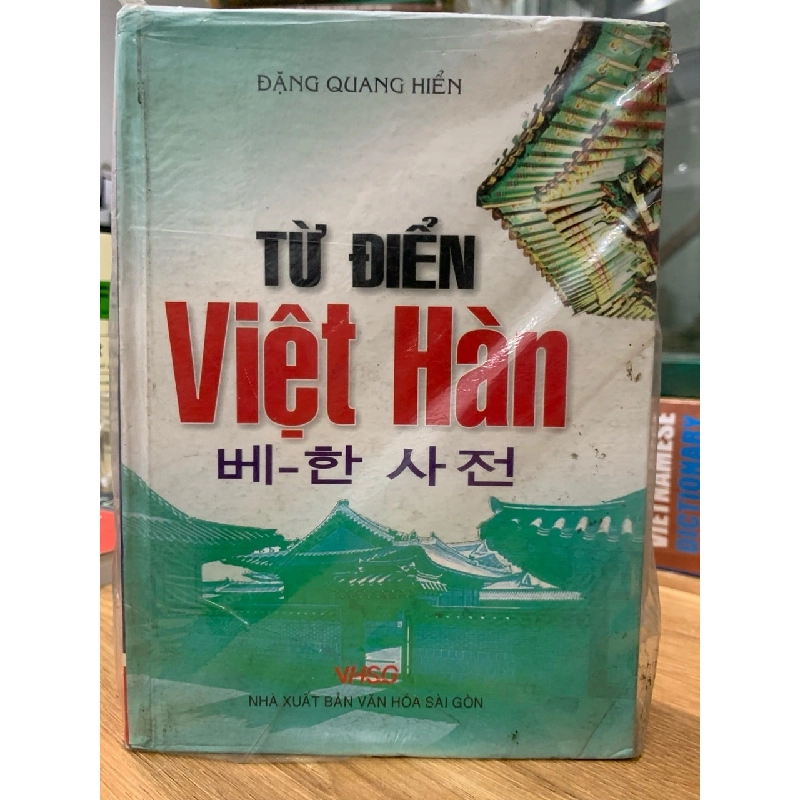 ĐẶNG QUANG HIỂN
TỪ ĐIỂN
Việt Hàn
베-한 사전
VHSG
NHÀ XUẤT BẢN VĂN HÓA SÀI GÒN
VIETNAMESE
DICTIONARY